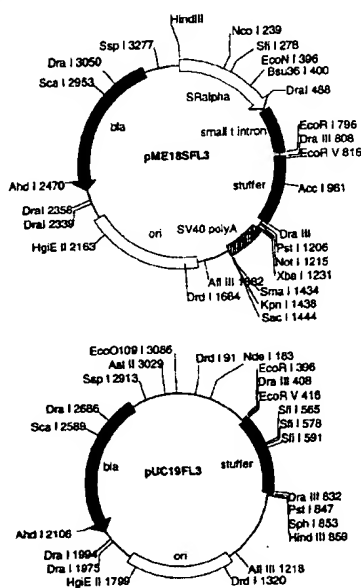 HindIII
Nco I 239
Sfi I 278
EcoN I 396
Bsu36 I 400
DraI 488
Ssp I 3277
Dra I 3050
Sca I 2953
SRalpha
small t intron
EcoR I 796
Dra III 808
EcoR V 816
bla
pME18SFL3
stuffer
Acc I 961
Ahd I 2470
DraI 2358
DraI 2339
HgiE II 2163
ori
SV40 polyA
Dra III
Pst I 1206
Not I 1215
Xba I 1231
Afl III
Drd I 1684
Sma I 1434
Kpn I 1438
Sac I 1444
EcoO109 I 3086
Aat II 3029
Ssp I 2913
Drd I 91
Nde I 183
EcoR I 396
Dra III 408
EcoR V 416
Sfi I 565
Sfi I 578
Sfi I 591
Dra I 2686
Sca I 2589
bla
pUC19FL3
stuffer
Dra III 832
Pst I 847
Sph I 853
Hind III 859
Ahd I 2106
Dra I 1994
Dra I 1975
HgiE II 1799
ori
Afl III 1218
Drd I 1320